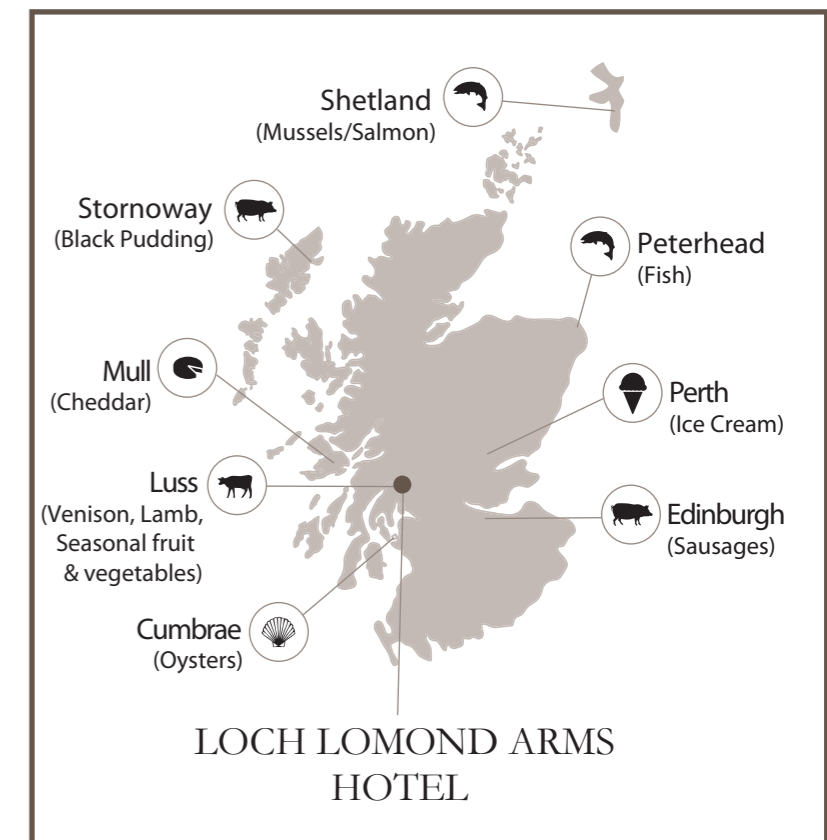 Shetland
(Mussels/Salmon)
Stornoway
(Black Pudding)
Peterhead
(Fish)
Mull
(Cheddar)
Perth
(Ice Cream)
Luss
(Venison, Lamb,
Seasonal fruit
& vegetables)
Edinburgh
(Sausages)
Cumbrae
(Oysters)
LOCH LOMOND ARMS
HOTEL